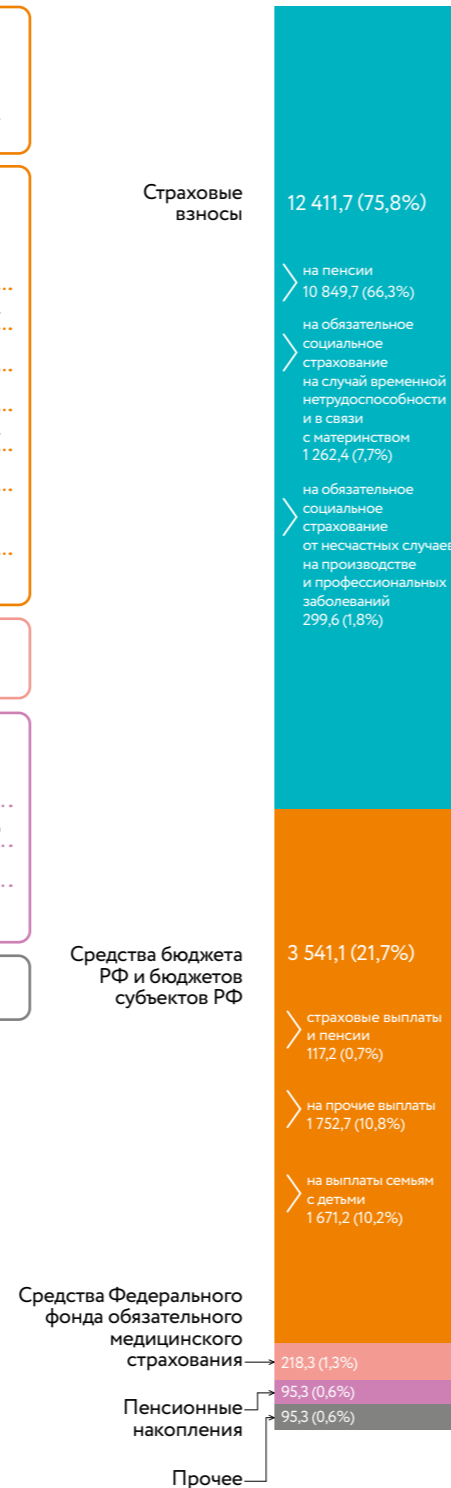 Страховые
взносы
12 411,7 (75,8%)
на пенсии
10 849,7 (66,3%)
на обязательное
социальное
страхование
на случай временной
нетрудоспособности
и в связи
с материнством
1 262,4 (7,7%)
на обязательное
социальное
страхование
от несчастных случаев
на производстве
и профессиональных
заболеваний
299,6 (1,8%)
Средства бюджета
РФ и бюджетов
субъектов РФ
3 541,1 (21,7%)
страховые выплаты
и пенсии
117,2 (0,7%)
на прочие выплаты
1 752,7 (10,8%)
на выплаты семьям
с детьми
1 671,2 (10,2%)
Средства Федерального
фонда обязательного
медицинского
страхования
218,3 (1,3%)
Пенсионные
накопления
95,3 (0,6%)
Прочее
95,3 (0,6%)